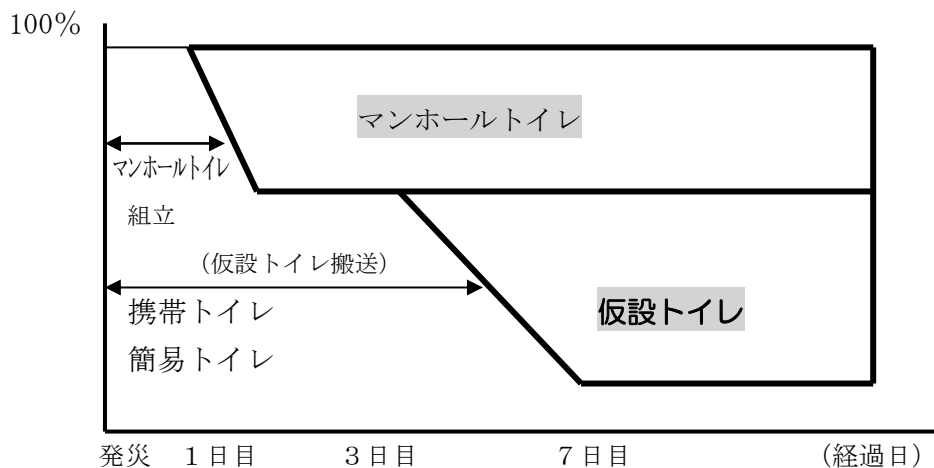 100%
マンホールトイレ
マンホールトイレ
組立
（仮設トイレ搬送）
携帯トイレ
仮設トイレ
簡易トイレ
発災 １日目 ３日目 ７日目 （経過日）